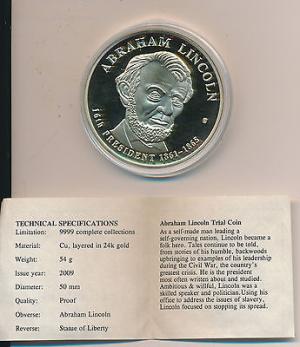 ABRAHAM LINCOLN
16th PRESIDENT 1861-1865
TECHNICAL SPECIFICATIONS
Limitation: 9999 complete collections
Material: Cu, layered in 24k gold
Weight: 54 g
Issue year: 2009
Diameter: 50 mm
Quality: Proof
Obverse: Abraham Lincoln
Reverse: Statue of Liberty
Abraham Lincoln Trial Coin
As a self-made man leading a
self-governing nation, Lincoln became a
folk hero. Tales continue to be told,
from stories of his humble, backwoods
upbringing to examples of his leadership
during the Civil War, the country's
greatest crisis. He is the president
most often written about and studied.
Ambitious & willful, Lincoln was a
skilled speaker and politician. Using his
office to address the issues of slavery,
Lincoln focused on stopping its spread.